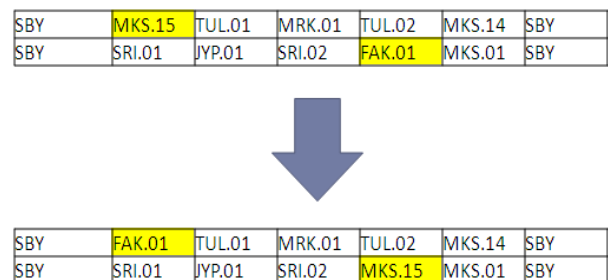 SBY MKS.15 TUL.01 MRK.01 TUL.02 MKS.14 SBY
SBY SRI.01 JYP.01 SRI.02 FAK.01 MKS.01 SBY
SBY FAK.01 TUL.01 MRK.01 TUL.02 MKS.14 SBY
SBY SRI.01 JYP.01 SRI.02 MKS.15 MKS.01 SBY